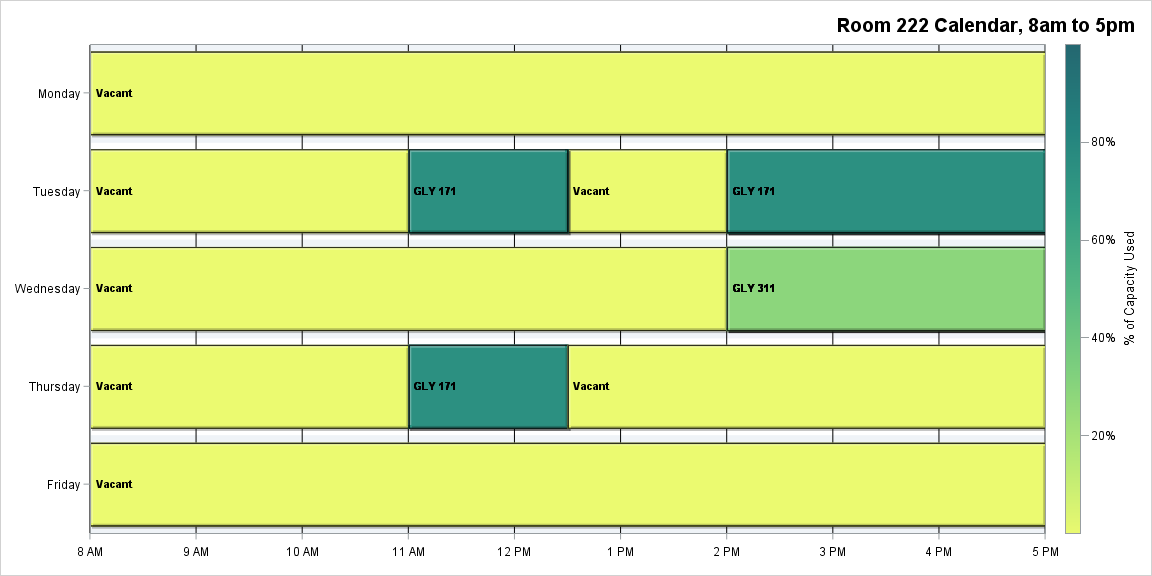 Room 222 Calendar, 8am to 5pm
Monday
Vacant
Tuesday
Vacant
GLY 171
Vacant
GLY 171
Wednesday
Vacant
GLY 311
Thursday
Vacant
GLY 171
Vacant
Friday
Vacant
8 AM
9 AM
10 AM
11 AM
12 PM
1 PM
2 PM
3 PM
4 PM
5 PM
80%
60%
40%
20%
% of Capacity Used